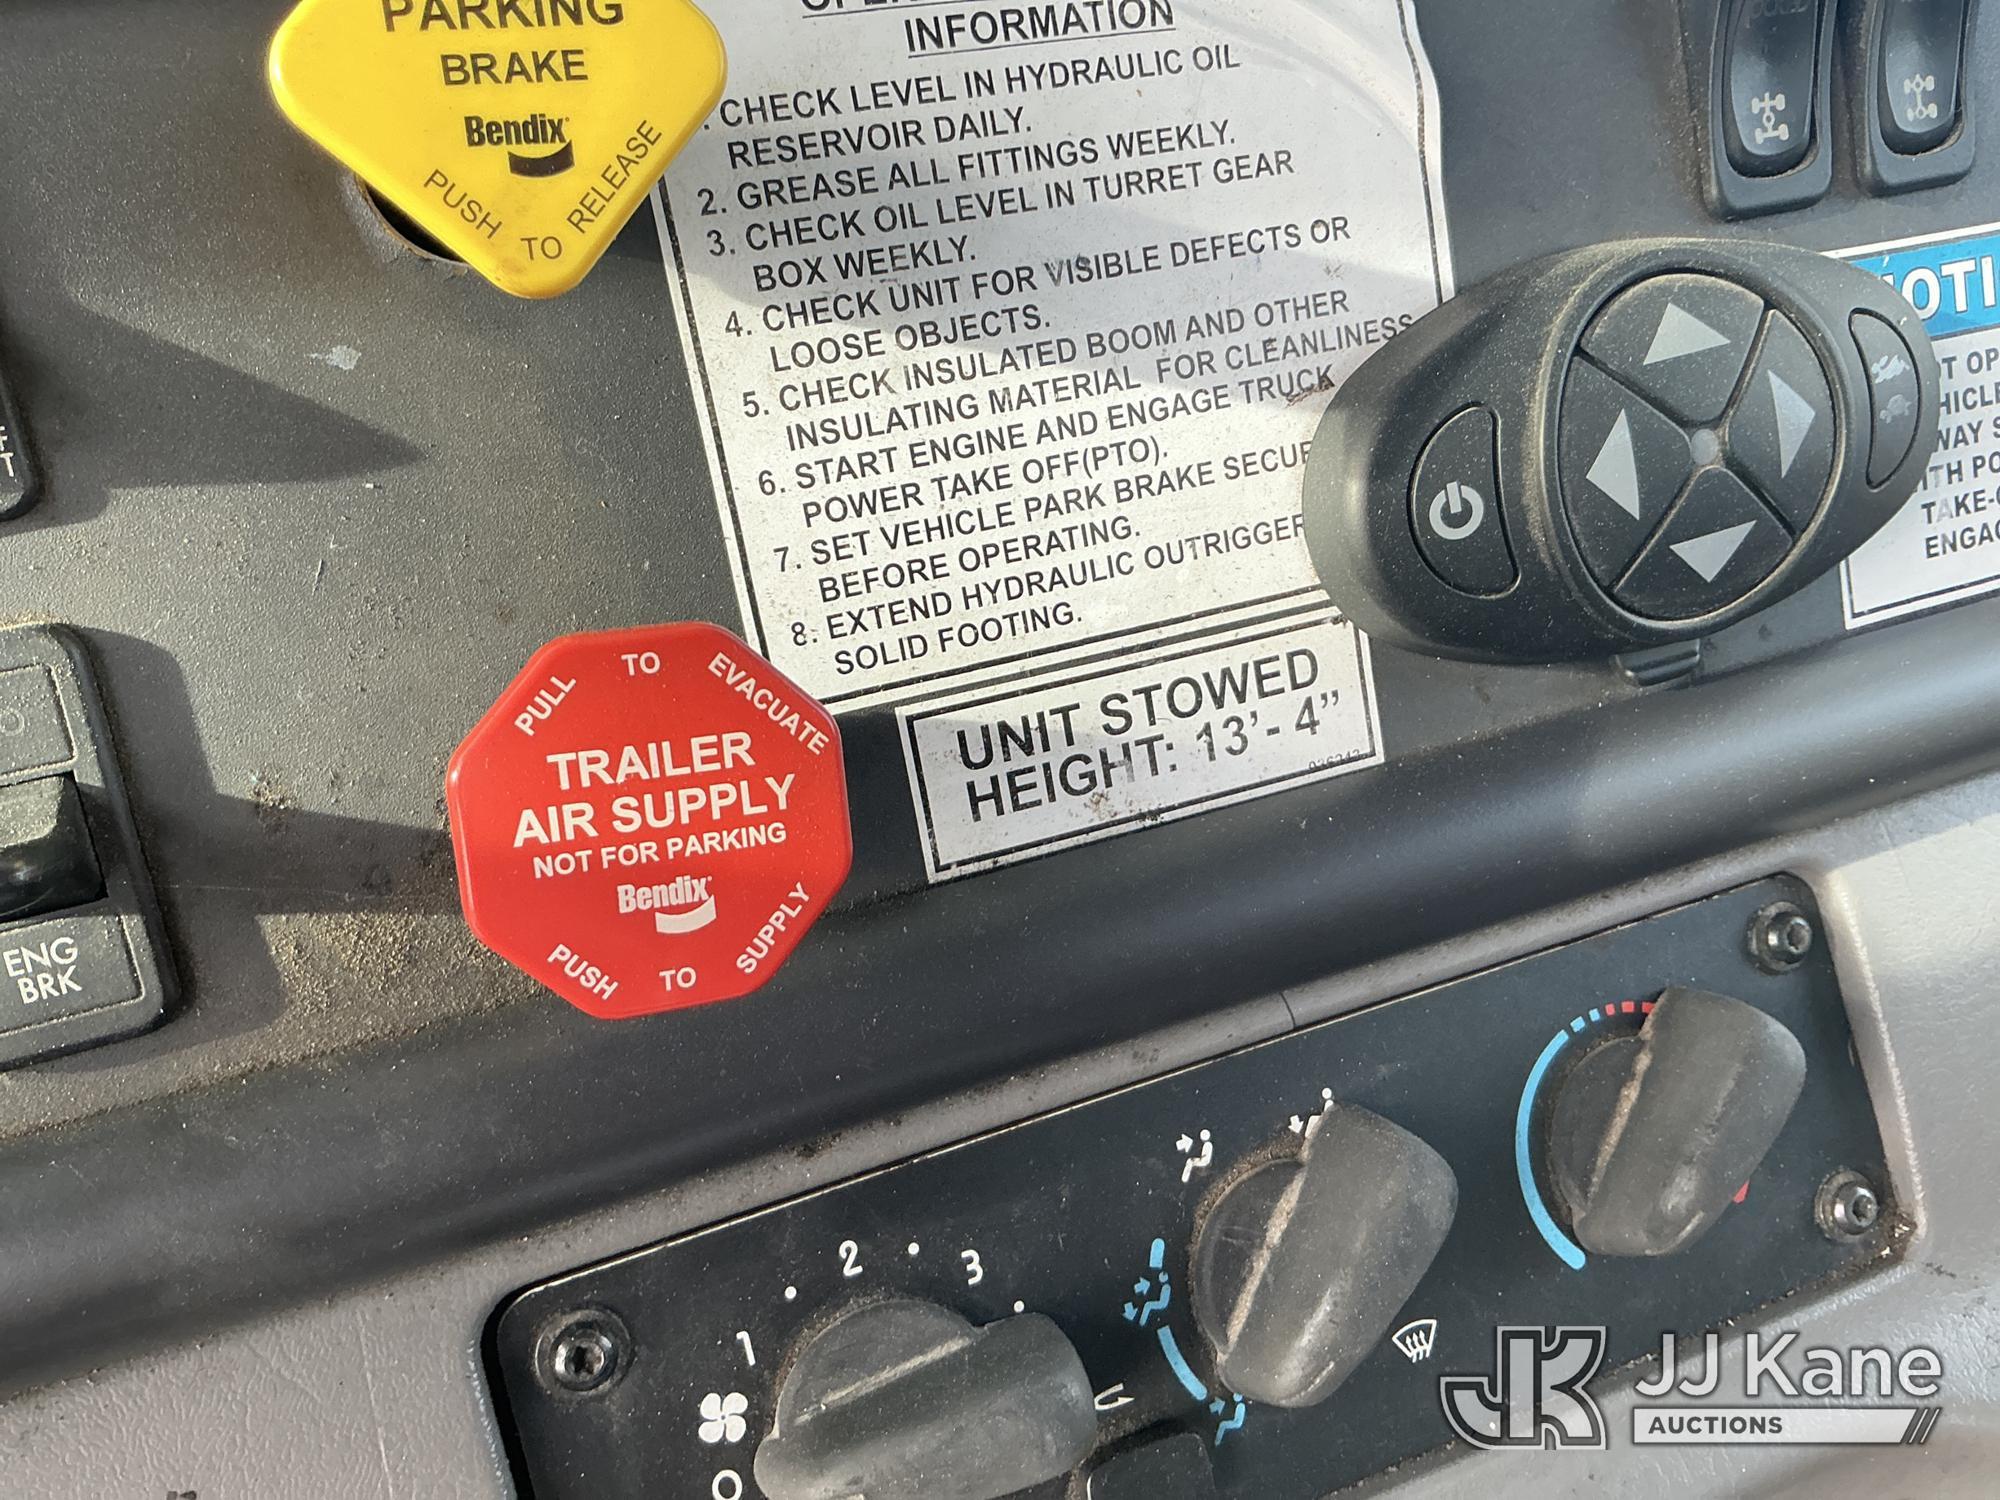 PARKING
BRAKE
Bendix
PUSH TO RELEASE
INFORMATION
CHECK LEVEL IN HYDRAULIC OIL
RESERVOIR DAILY.
2. GREASE ALL FITTINGS WEEKLY.
3. CHECK OIL LEVEL IN TURRET GEAR
BOX WEEKLY.
4. CHECK UNIT FOR VISIBLE DEFECTS OR
LOOSE OBJECTS.
5. CHECK INSULATED BOOM AND OTHER
INSULATING MATERIAL FOR CLEANLINESS
6. START ENGINE AND ENGAGE TRUCK
POWER TAKE OFF(PTO).
7. SET VEHICLE PARK BRAKE
BEFORE OPERATING.
8. EXTEND HYDRAULIC OUTRIGGER
SOLID FOOTING.
UNIT STOWED
HEIGHT: 13'- 4"
PULL TO EVACUATE
TRAILER
AIR SUPPLY
NOT FOR PARKING
Bendix
PUSH TO SUPPLY
ENG
BRK
TAKE-
0 1 2 3
JK JJ Kane
AUCTIONS